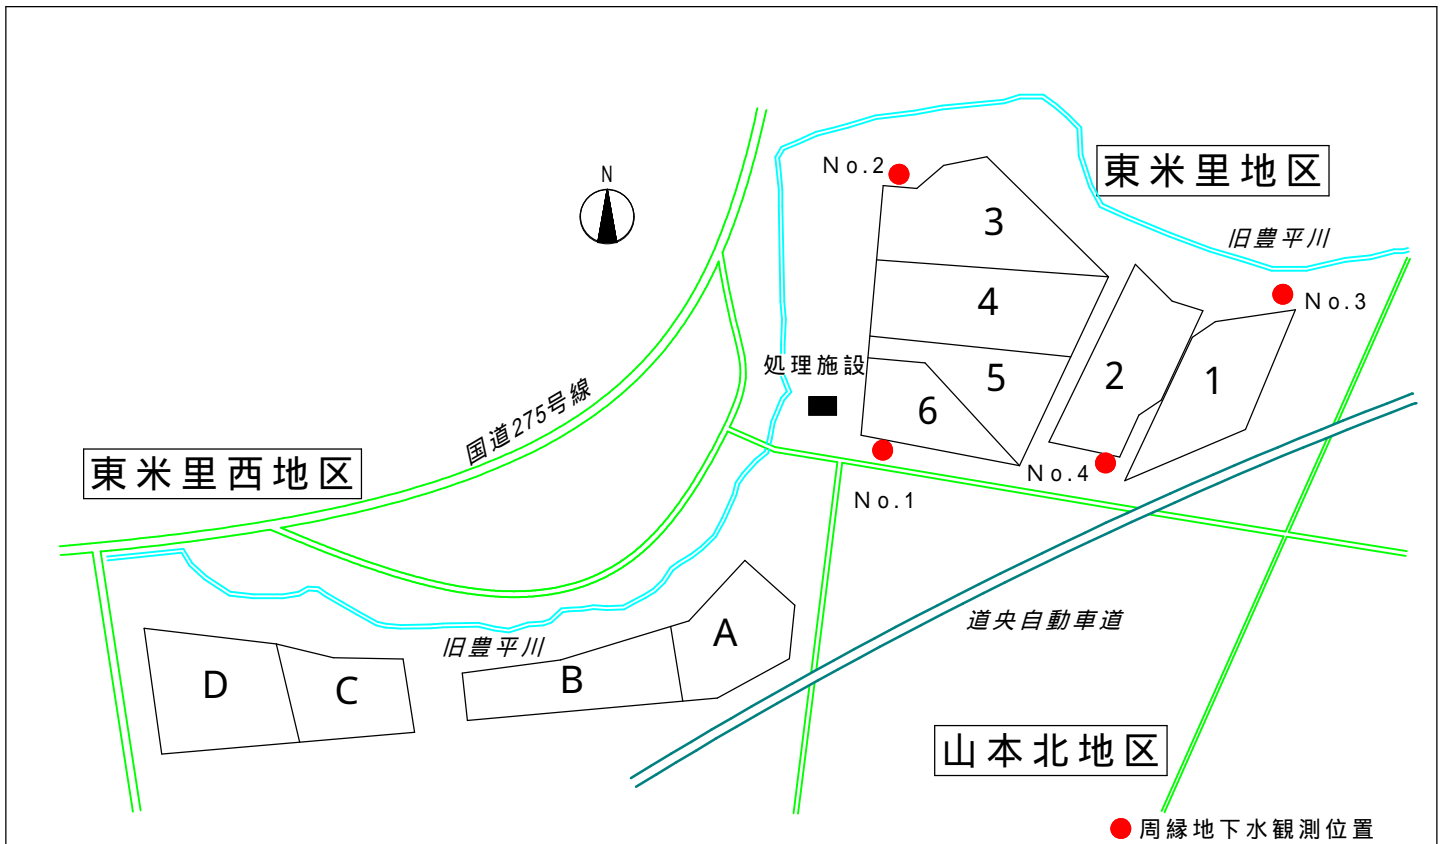 No.2
東米里地区
N
3
旧豊平川
4
No.3
処理施設
5
2
1
国道275号線
6
東米里西地区
No.4
No.1
道央自動車道
A
旧豊平川
B
D
C
山本北地区
周縁地下水観測位置